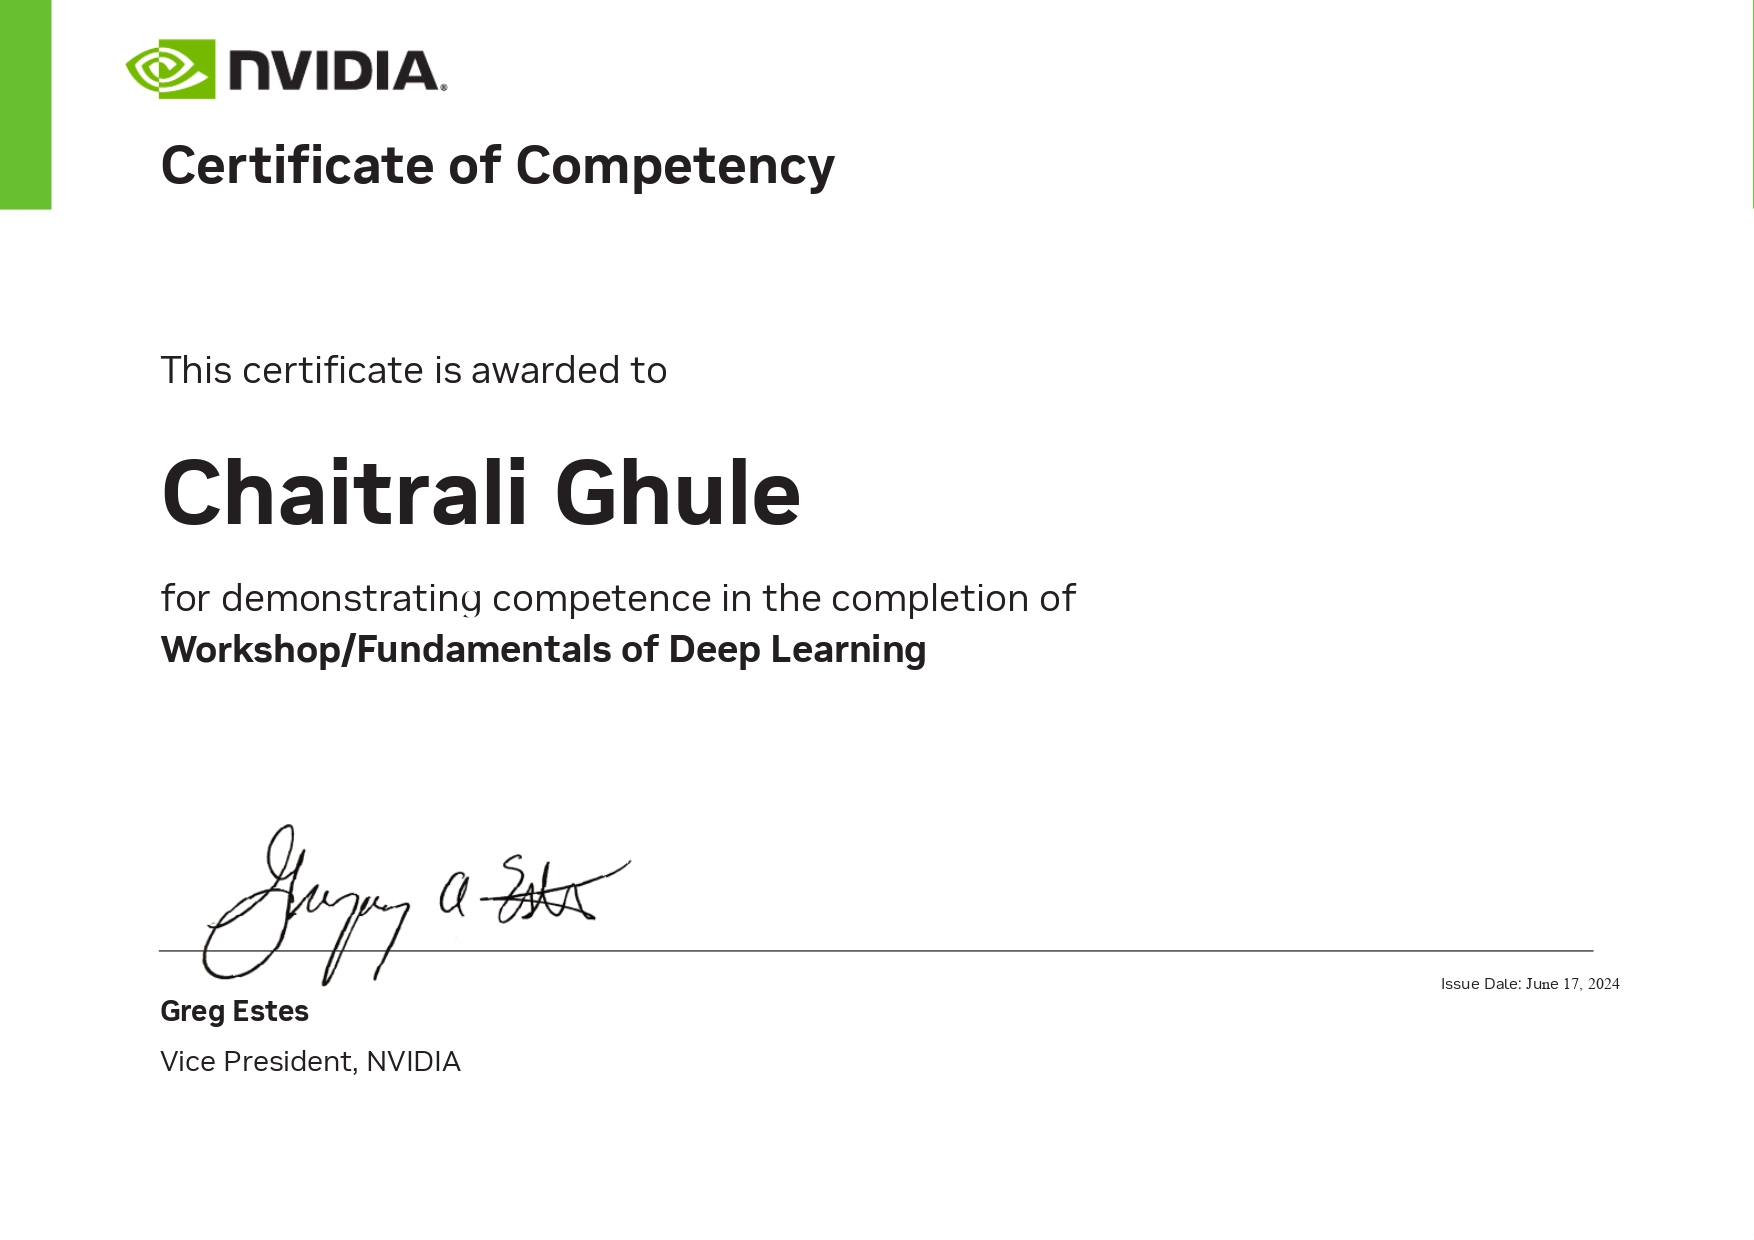 NVIDIA®
Certificate of Competency
This certificate is awarded to
Chaitrali Ghule
for demonstrating competence in the completion of
Workshop/Fundamentals of Deep Learning
Gregory A Estes
Issue Date: June 17, 2024
Greg Estes
Vice President, NVIDIA